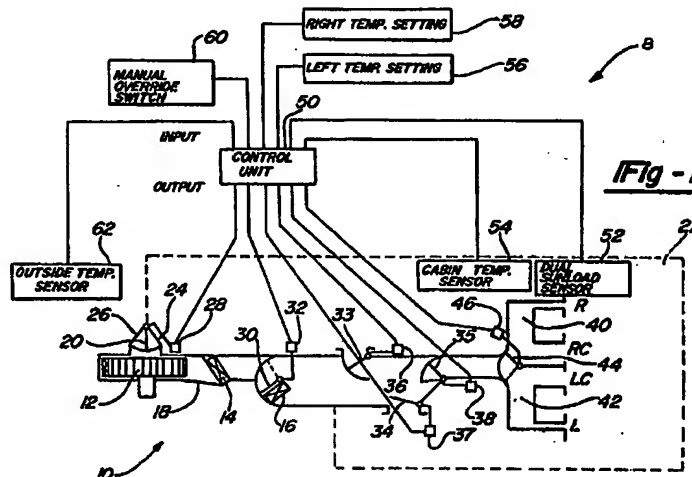 60
RIGHT TEMP. SETTING
58
MANUAL
OVERRIDE
SWITCH
LEFT TEMP. SETTING
56
8
50
INPUT
CONTROL
UNIT
OUTPUT
Fig -
62
OUTSIDE TEMP.
SENSOR
54
CABIN TEMP.
SENSOR
52
DUAL
SUNLOAD
SENSOR
26
24
28
20
32
33
46
R
40
12
30
35
RC
44
LC
36
42
18
14
16
34
38
L
37
10